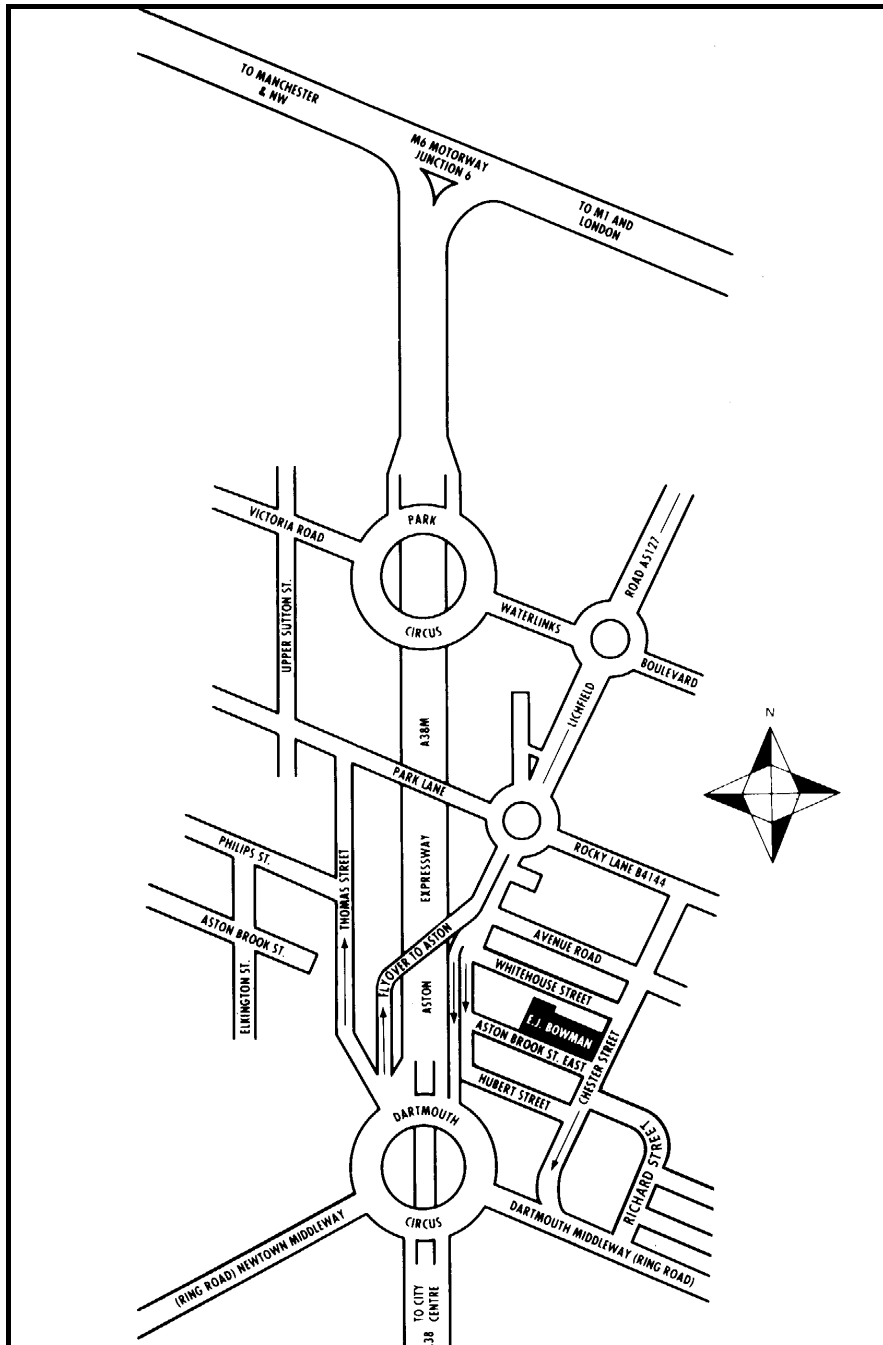 TO MANCHESTER
& NW
M6 MOTORWAY
JUNCTION 6
TO M1 AND
LONDON
VICTORIA ROAD
PARK
CIRCUS
UPPER SUTTON ST.
WATERLINKS
BOULEVARD
ROAD A5127
LICHFIELD
N
A38M
EXPRESSWAY
ASTON
PARK LANE
ROCKY LANE B4144
PHILIPS ST.
THOMAS STREET
ASTON BROOK ST.
ELKINGTON ST.
FLYOVER TO ASTON
AVENUE ROAD
WHITEHOUSE STREET
E.J. BOWMAN
ASTON BROOK ST. EAST
HUBERT STREET
CHESTER STREET
RICHARD STREET
DARTMOUTH
CIRCUS
(RING ROAD) NEWTOWN MIDDLEWAY
DARTMOUTH MIDDLEWAY (RING ROAD)
TO CITY
CENTRE